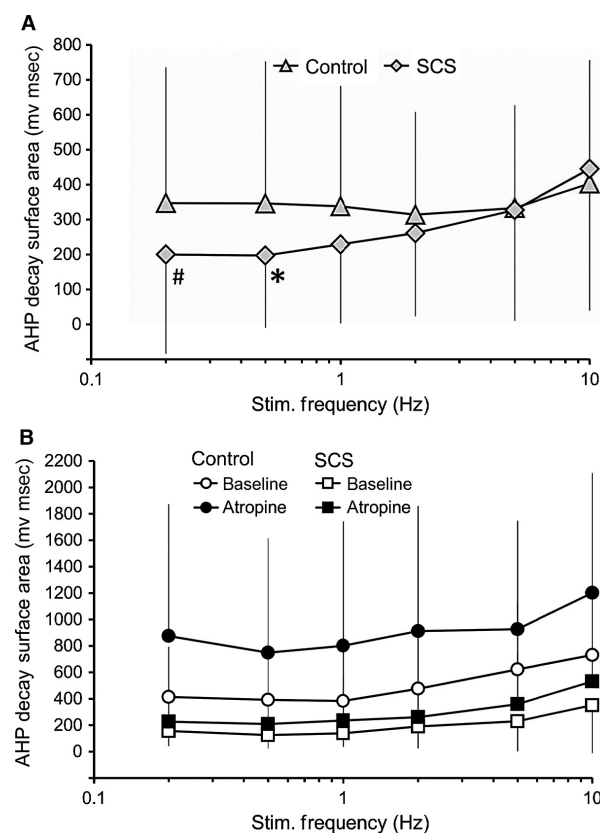 A
AHP decay surface area (mv msec)
800
700
600
500
400
300
200
100
0
Control SCS
# *
0.1 1 10
Stim. frequency (Hz)
B
AHP decay surface area (mv msec)
2200
2000
1800
1600
1400
1200
1000
800
600
400
200
0
Control SCS
Baseline Baseline
Atropine Atropine
0.1 1 10
Stim. frequency (Hz)